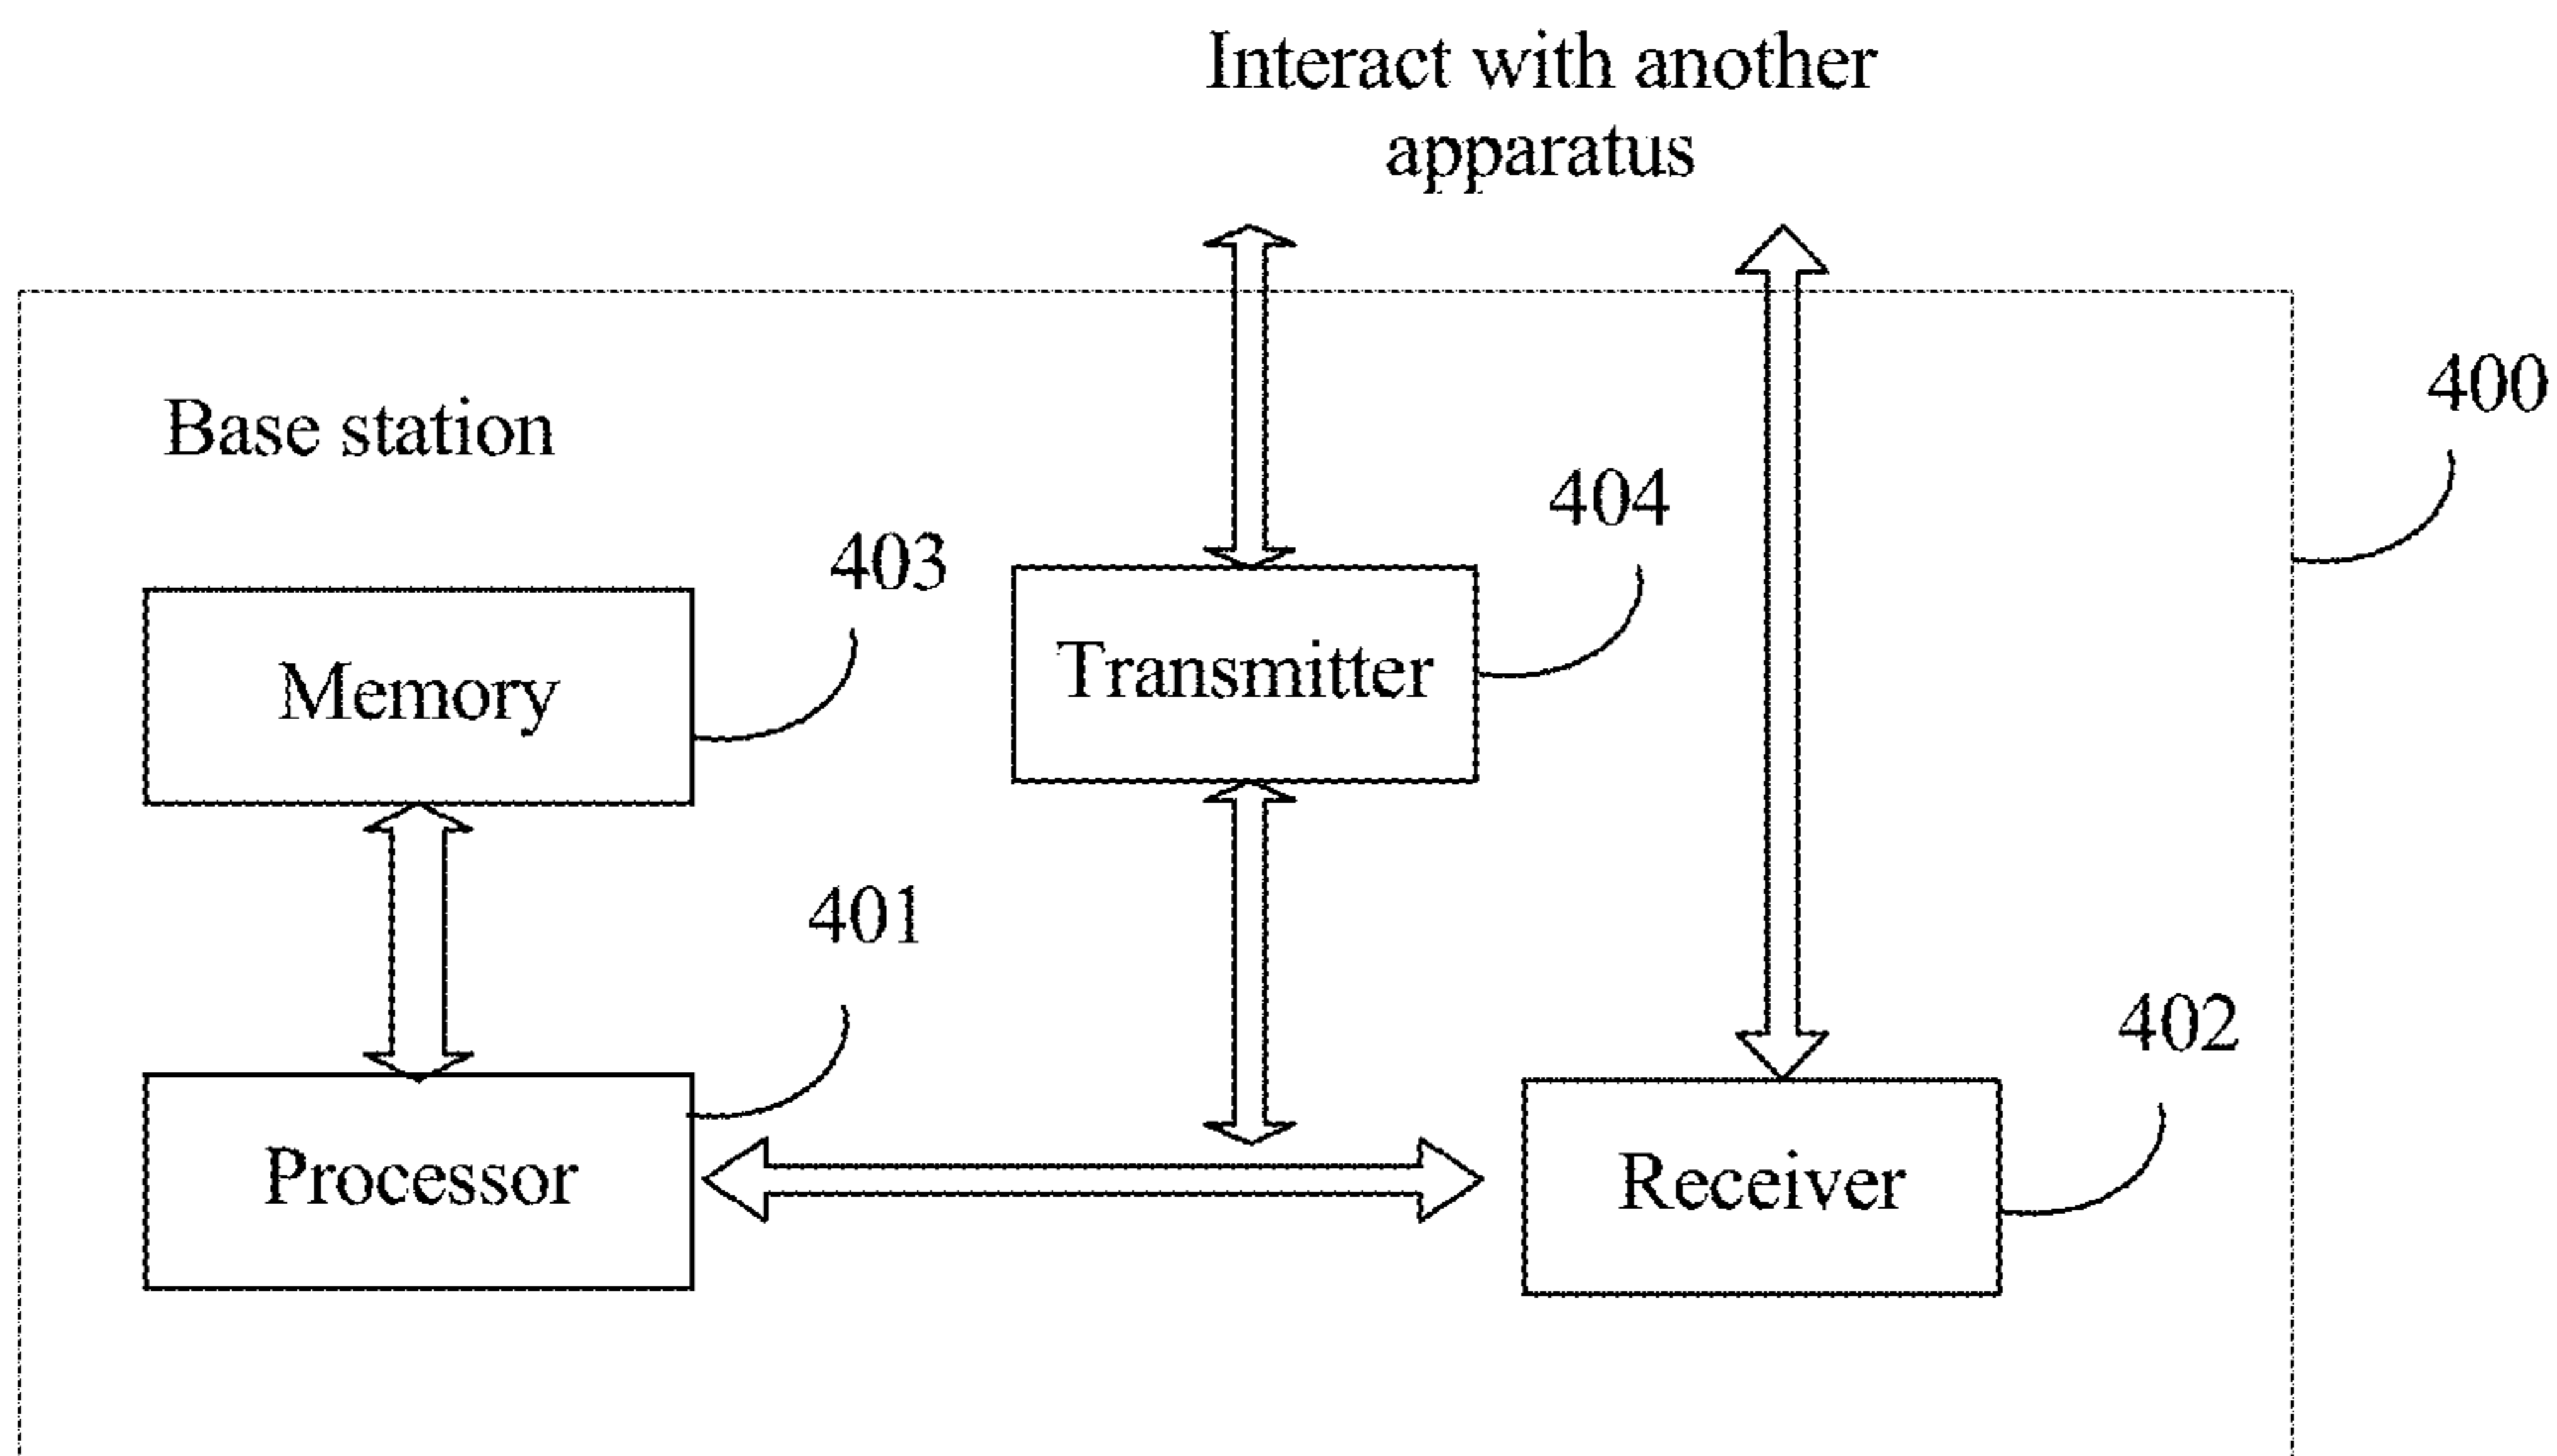 Interact with another
apparatus
Base station
400
404
403
Transmitter
Memory
401
402
Processor
Receiver